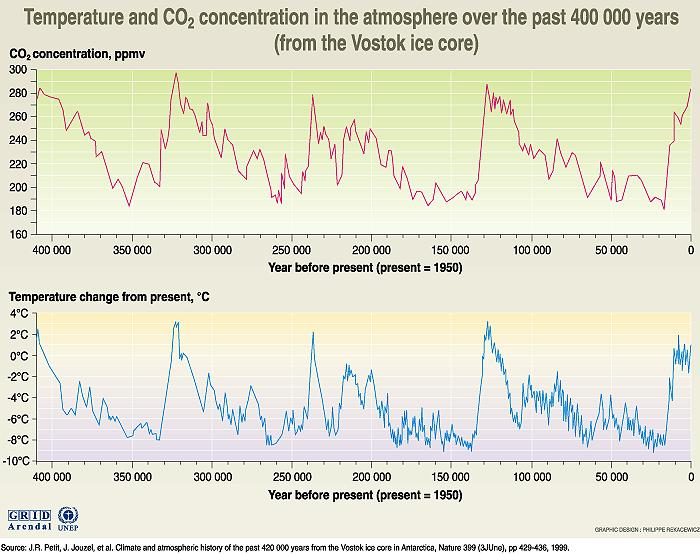 Temperature and CO₂ concentration in the atmosphere over the past 400 000 years
(from the Vostok ice core)
CO₂ concentration, ppmv
300
280
260
240
220
200
180
160
400 000 350 000 300 000 250 000 200 000 150 000 100 000 50 000 0
Year before present (present = 1950)
Temperature change from present, °C
4°C
2°C
0°C
-2°C
-4°C
-6°C
-8°C
-10°C
400 000 350 000 300 000 250 000 200 000 150 000 100 000 50 000 0
Year before present (present = 1950)
GRID
Arendal UNEP
GRAPHIC DESIGN : PHILIPPE REKACEWICZ
Source: J.R. Petit, J. Jouzel, et al. Climate and atmospheric history of the past 420 000 years from the Vostok ice core in Antarctica, Nature 399 (3JUne), pp 429-436, 1999.